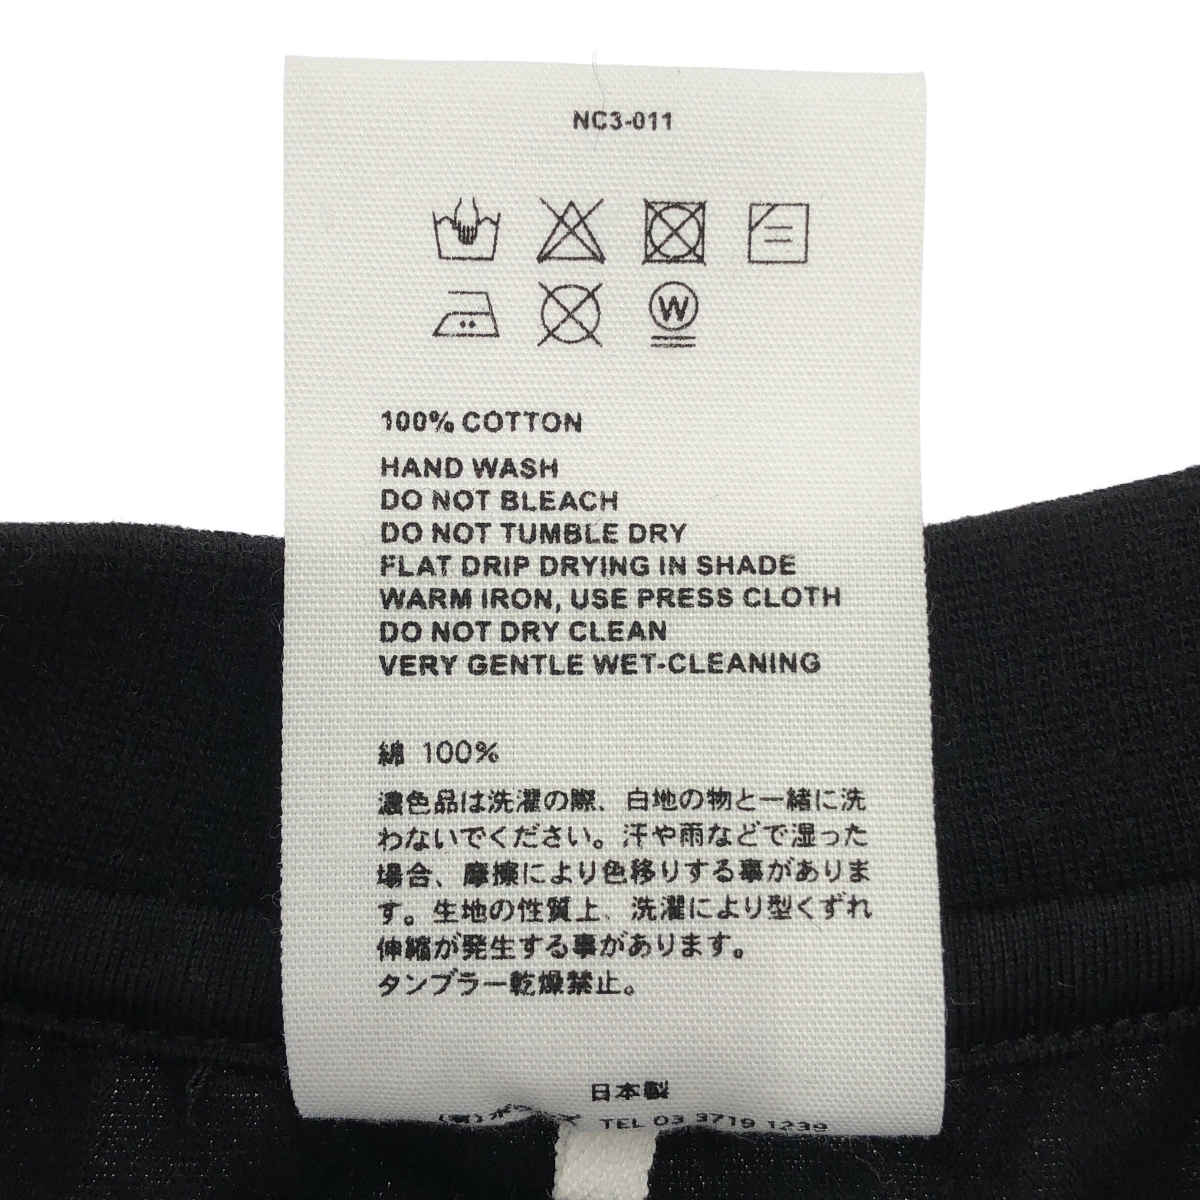 NC3-011
W
100% COTTON
HAND WASH
DO NOT BLEACH
DO NOT TUMBLE DRY
FLAT DRIP DRYING IN SHADE
WARM IRON, USE PRESS CLOTH
DO NOT DRY CLEAN
VERY GENTLE WET-CLEANING
綿 100%
濃色品は洗濯の際、白地の物と一緒に洗
わないでください。汗や雨などで湿った
場合、摩擦により色移りする事がありま
す。生地の性質上、洗濯により型くずれ
伸縮が発生する事があります。
タンブラー乾燥禁止。
日本製
TEL 03 3719 1239